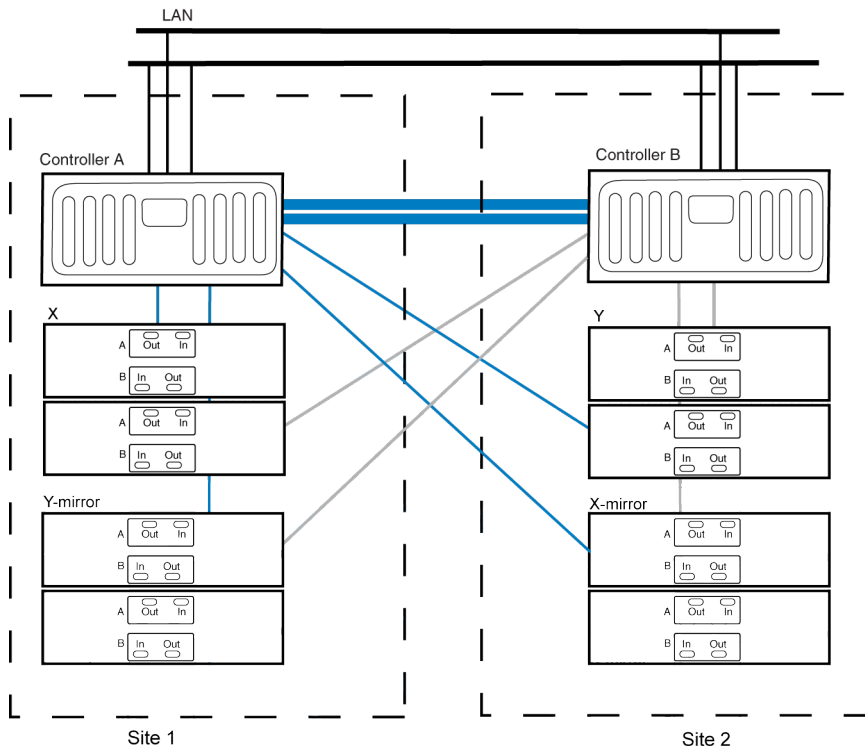 LAN
Controller A
Controller B
X
A Out In
B In Out
A Out In
B In Out
Y-mirror
A Out In
B In Out
A Out In
B In Out
Y
A Out In
B In Out
A Out In
B In Out
X-mirror
A Out In
B In Out
A Out In
B In Out
Site 1
Site 2